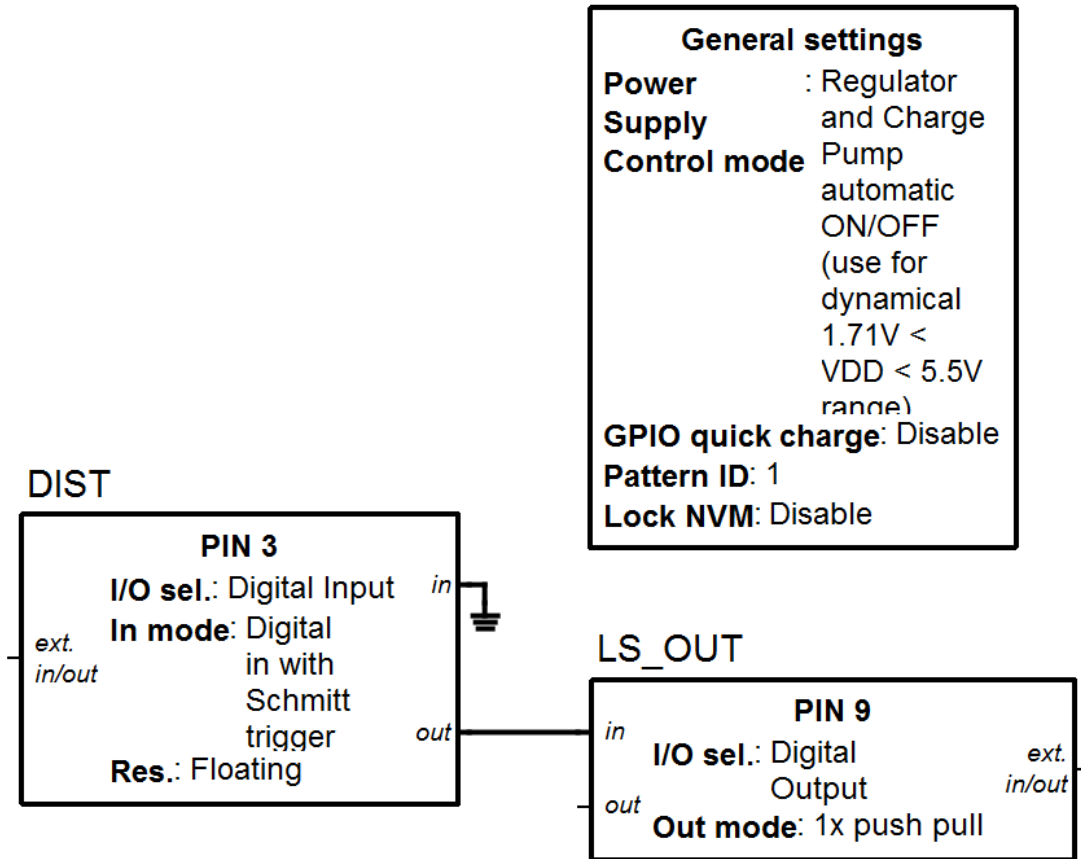 General settings
Power : Regulator
Supply and Charge
Control mode Pump
automatic
ON/OFF
(use for
dynamical
1.71V <
VDD < 5.5V
range)
GPIO quick charge: Disable
Pattern ID: 1
Lock NVM: Disable
DIST
PIN 3
I/O sel.: Digital Input in
In mode: Digital
ext.
in/out
in with
Schmitt
trigger out
Res.: Floating
LS_OUT
PIN 9
in
I/O sel.: Digital
Output
ext.
in/out
out
Out mode: 1x push pull